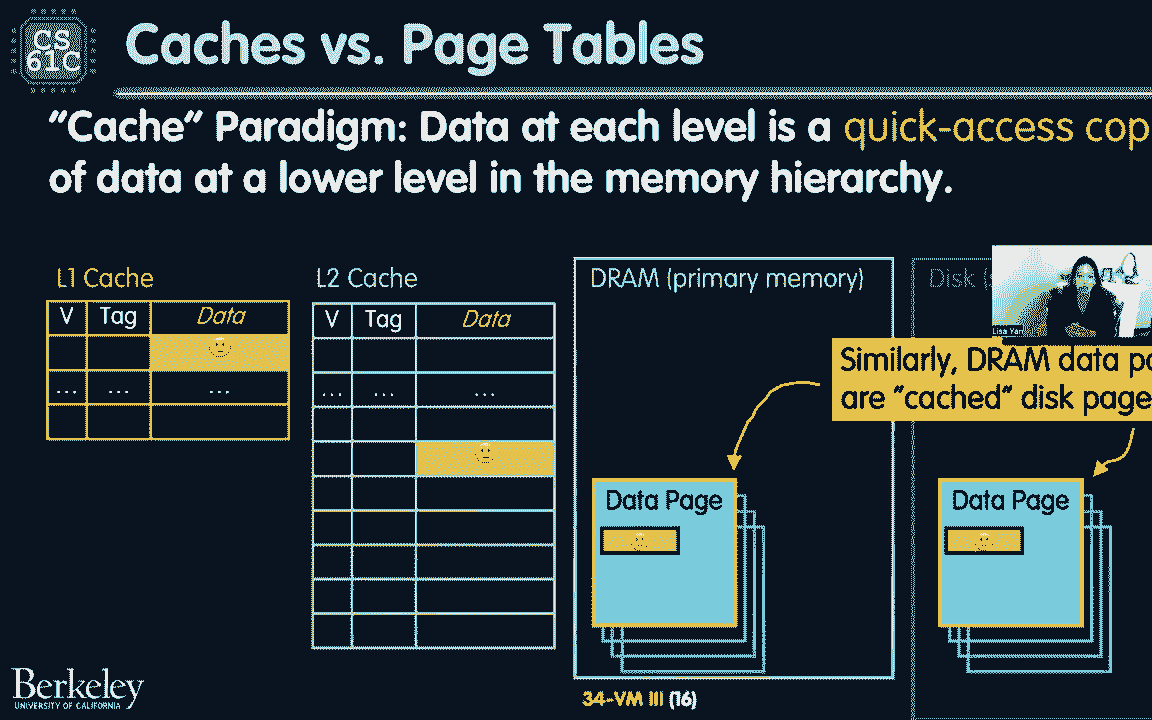 CS
61C
Caches vs. Page Tables
"Cache" Paradigm: Data at each level is a quick-access cop
of data at a lower level in the memory hierarchy.
L1 Cache
V Tag Data
... ... ...
L2 Cache
V Tag Data
... ... ...
DRAM (primary memory)
Data Page
Disk (
Lisa Yan
Similarly, DRAM data pa
are "cached" disk page
Data Page
Berkeley
UNIVERSITY OF CALIFORNIA
34-VM III (16)